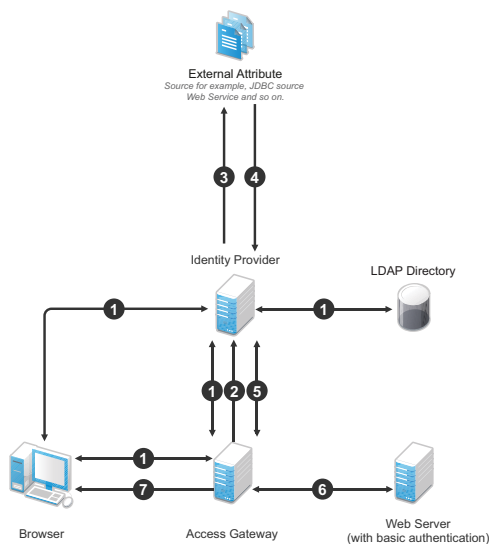 External Attribute
Source for example, JDBC source
Web Service and so on.
3
4
Identity Provider
LDAP Directory
1
1
1
2
5
1
7
6
Browser
Access Gateway
Web Server
(with basic authentication)